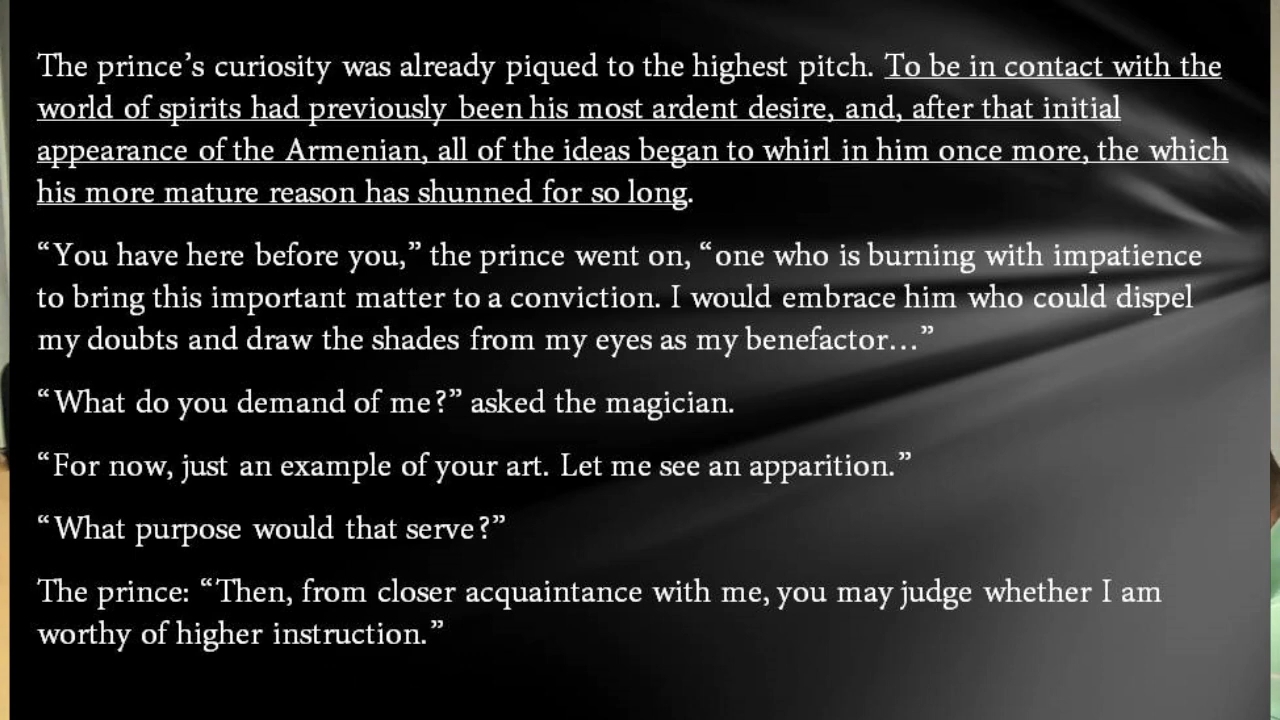 The prince’s curiosity was already piqued to the highest pitch. To be in contact with the
world of spirits had previously been his most ardent desire, and, after that initial
appearance of the Armenian, all of the ideas began to whirl in him once more, the which
his more mature reason has shunned for so long.
“You have here before you,” the prince went on, “one who is burning with impatience
to bring this important matter to a conviction. I would embrace him who could dispel
my doubts and draw the shades from my eyes as my benefactor…”
“What do you demand of me?” asked the magician.
“For now, just an example of your art. Let me see an apparition.”
“What purpose would that serve?”
The prince: “Then, from closer acquaintance with me, you may judge whether I am
worthy of higher instruction.”